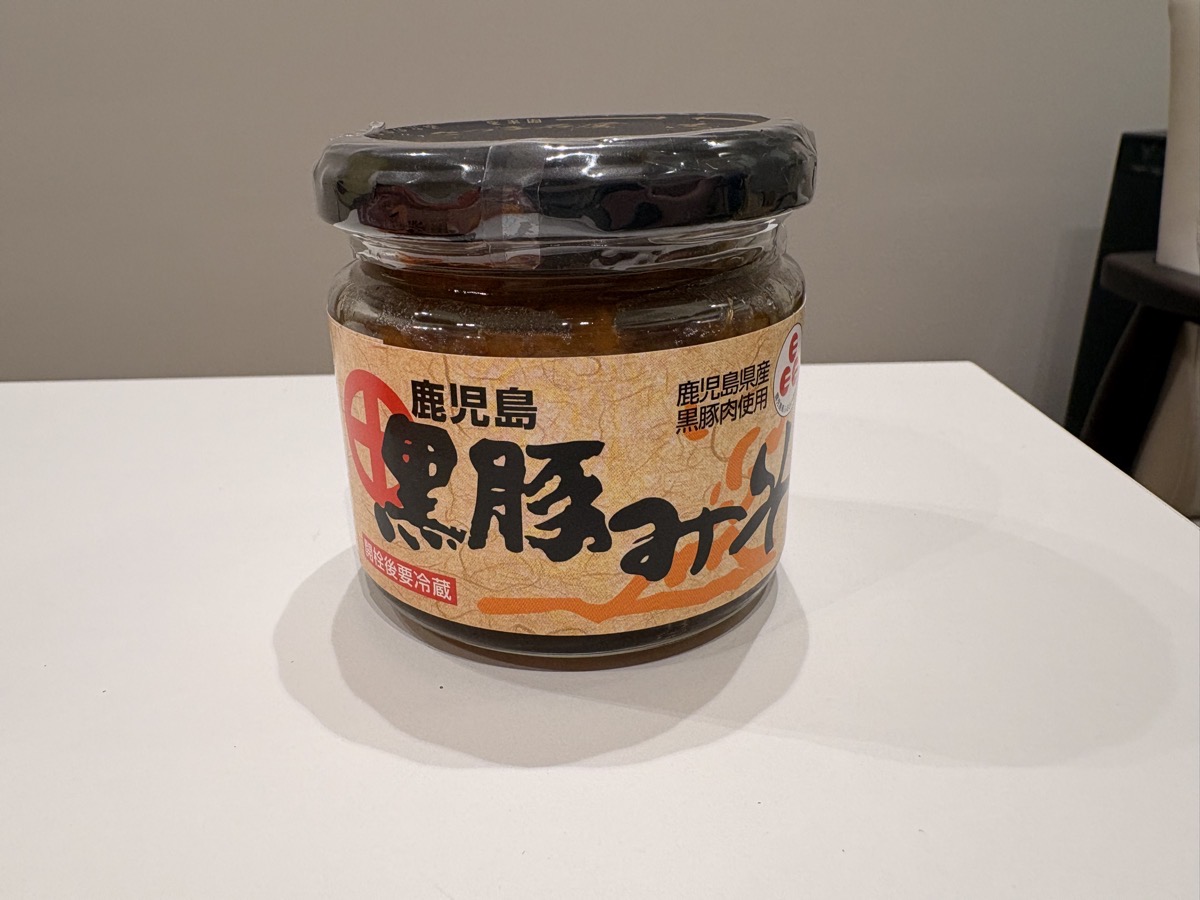 鹿児島
黒豚みそ
鹿児島県産
黒豚肉使用
開栓後要冷蔵